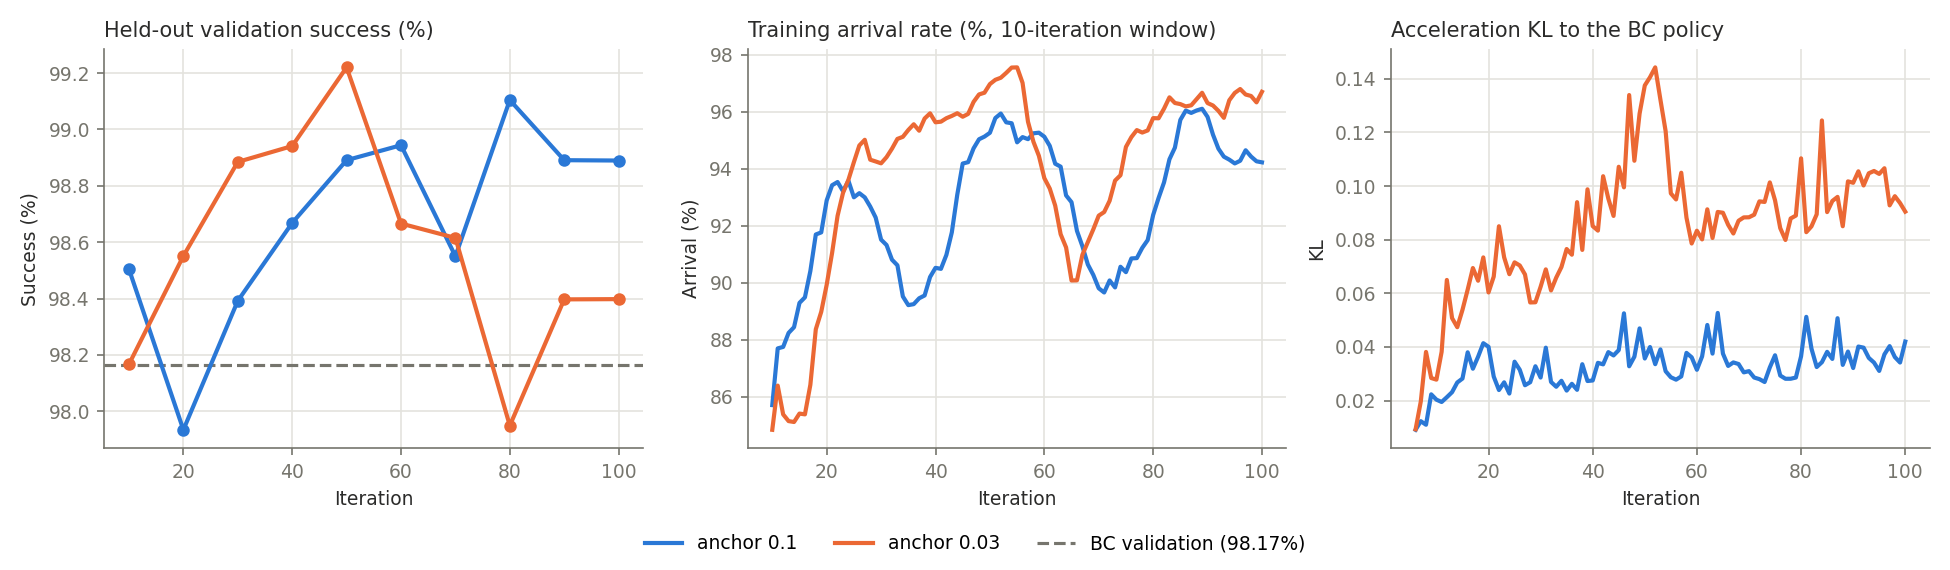 Held-out validation success (%)
Success (%)
99.2
99.0
98.8
98.6
98.4
98.2
98.0
20 40 60 80 100
Iteration
Training arrival rate (%, 10-iteration window)
Arrival (%)
98
96
94
92
90
88
86
20 40 60 80 100
Iteration
Acceleration KL to the BC policy
KL
0.14
0.12
0.10
0.08
0.06
0.04
0.02
20 40 60 80 100
Iteration
anchor 0.1 anchor 0.03 BC validation (98.17%)